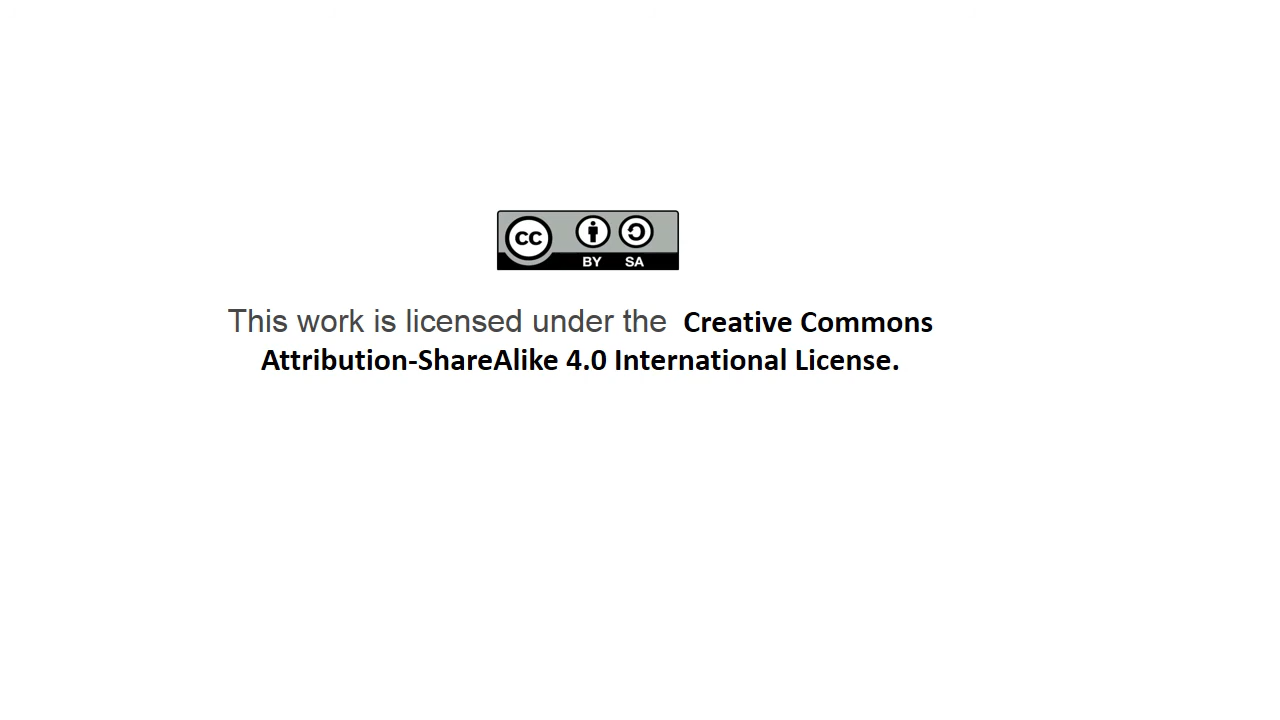 CC
BY SA
This work is licensed under the Creative Commons
Attribution-ShareAlike 4.0 International License.